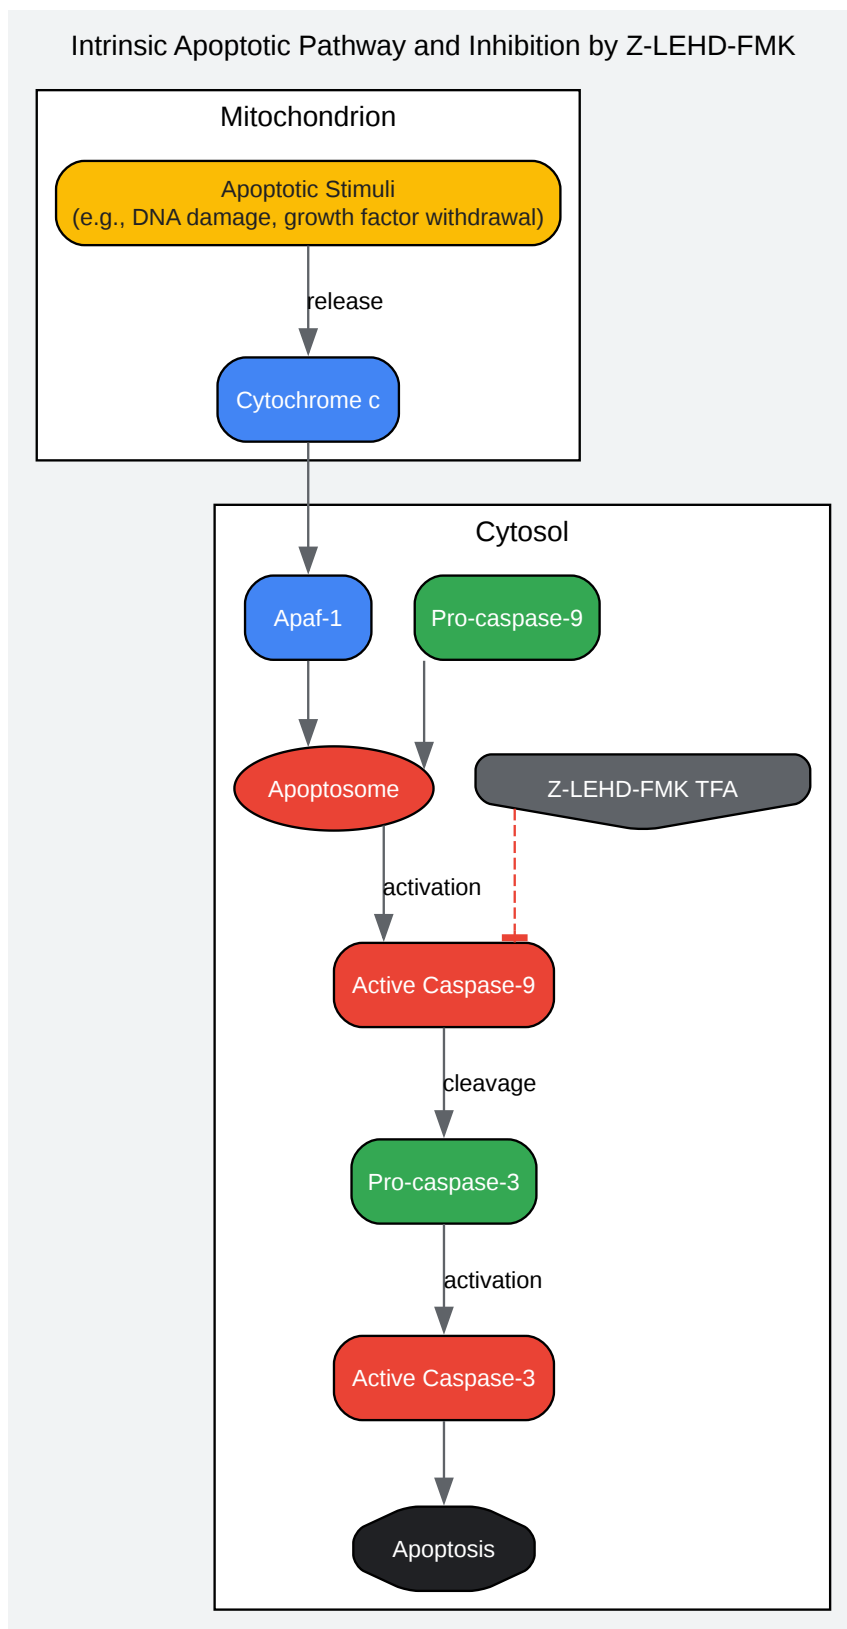 Intrinsic Apoptotic Pathway and Inhibition by Z-LEHD-FMK
Mitochondrion
Apoptotic Stimuli
(e.g., DNA damage, growth factor withdrawal)
release
Cytochrome c
Cytosol
Apaf-1
Pro-caspase-9
Apoptosome
Z-LEHD-FMK TFA
activation
Active Caspase-9
cleavage
Pro-caspase-3
activation
Active Caspase-3
Apoptosis